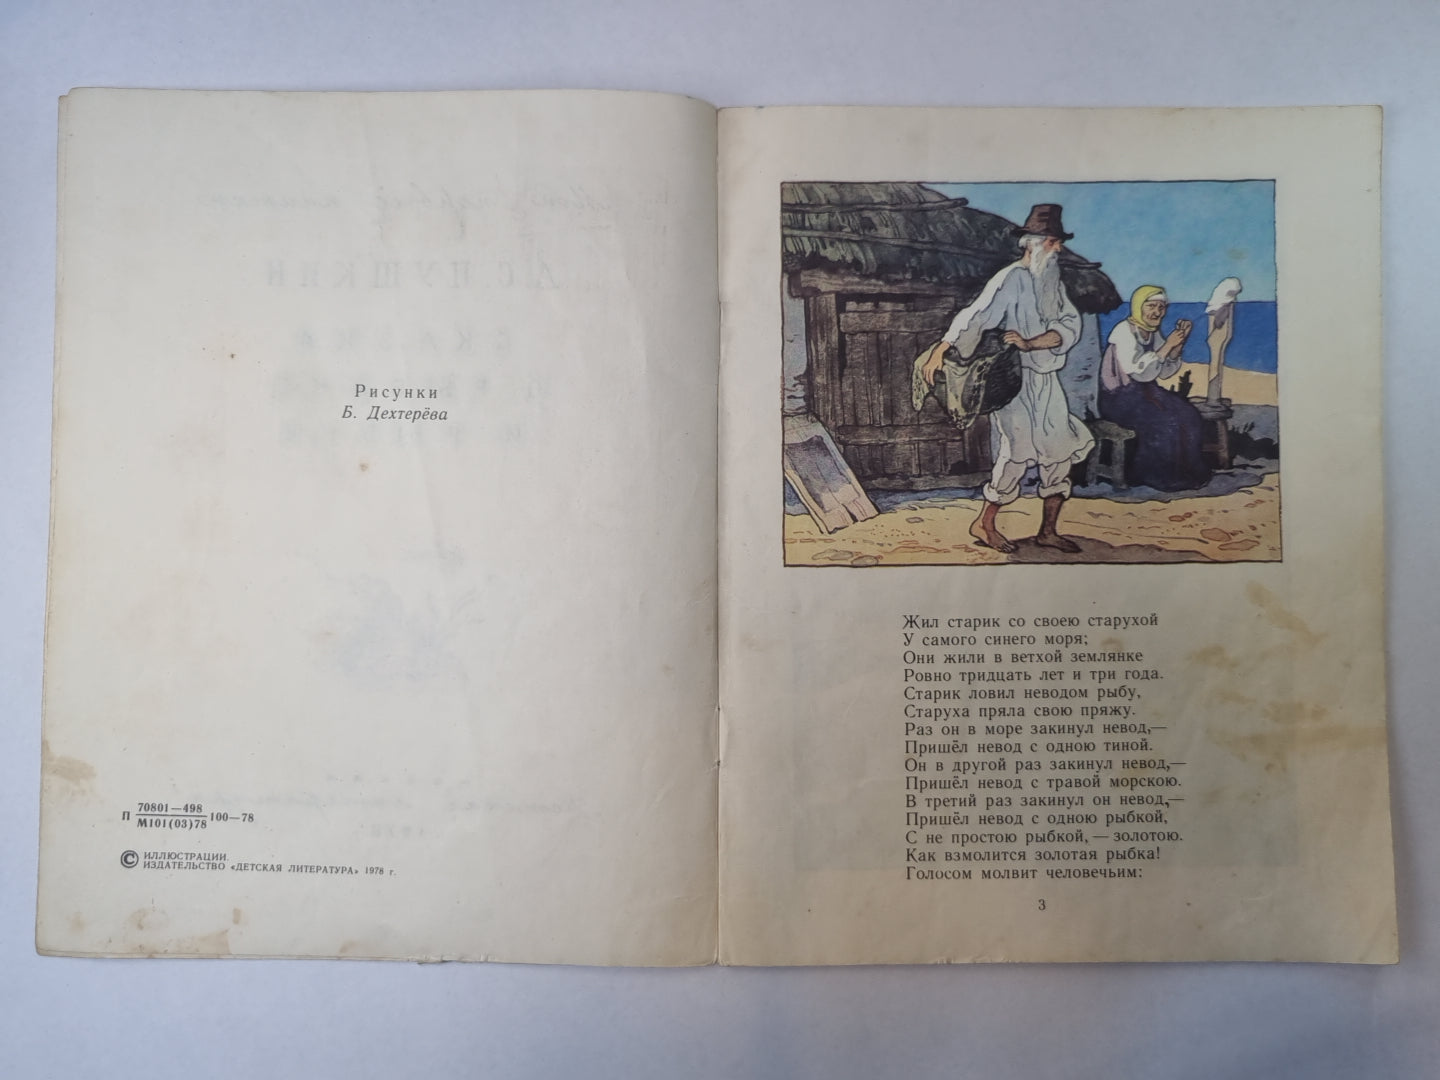 Рисунки
Б. Дехтерёва
П 70801—498 100—78
М101(03)78
© ИЛЛЮСТРАЦИИ.
ИЗДАТЕЛЬСТВО «ДЕТСКАЯ ЛИТЕРАТУРА» 1978 г.
Жил старик со своею старухой
У самого синего моря;
Они жили в ветхой землянке
Ровно тридцать лет и три года.
Старик ловил неводом рыбу,
Старуха пряла свою пряжу.
Раз он в море закинул невод,—
Пришёл невод с одною тиной.
Он в другой раз закинул невод,—
Пришёл невод с травой морскою.
В третий раз закинул он невод,—
Пришёл невод с одною рыбкой,
С не простою рыбкой, — золотою.
Как взмолится золотая рыбка!
Голосом молвит человечьим:
3